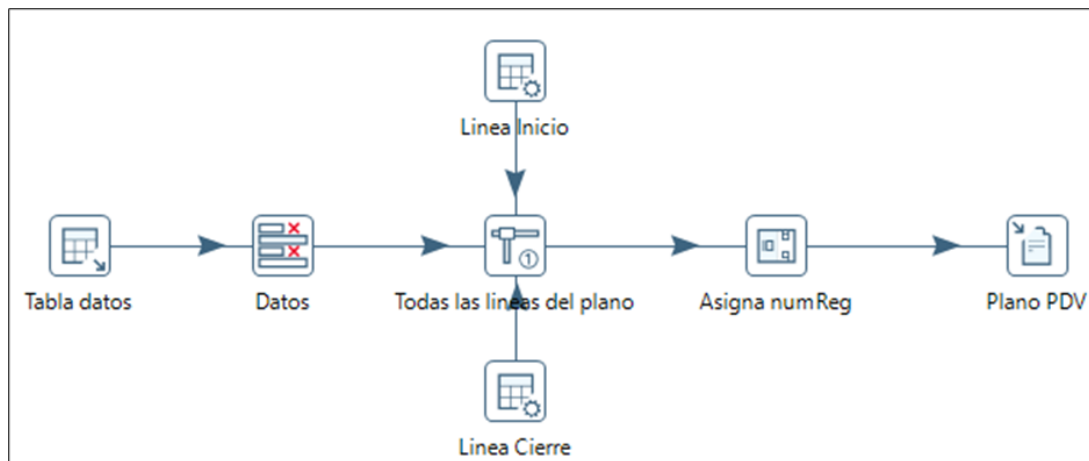 Linea Inicio
Tabla datos
Datos
Todas las lineas del plano
Asigna numReg
Plano PDV
Linea Cierre